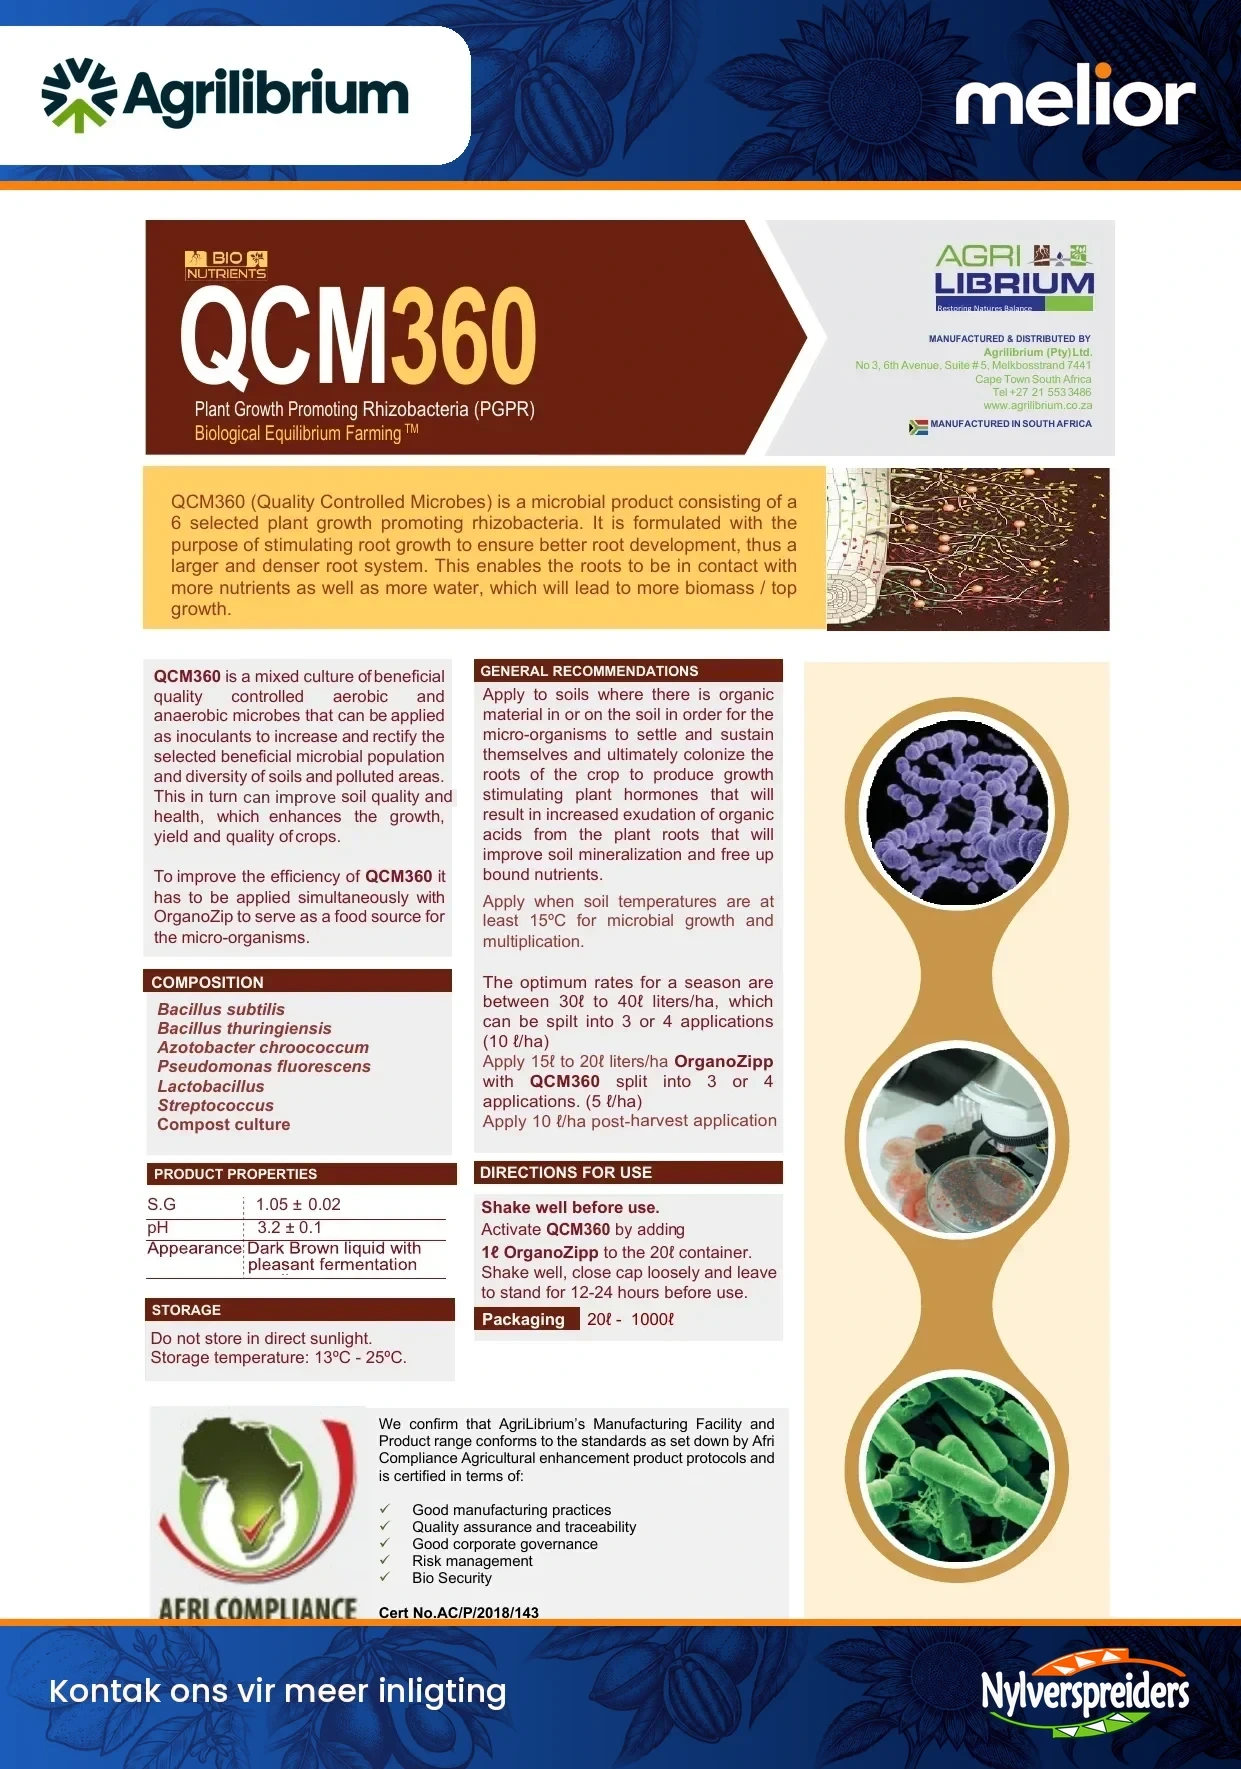 Agrilibrium
melior
BIO
NUTRIENTS
QCM360
Plant Growth Promoting Rhizobacteria (PGPR)
Biological Equilibrium Farming TM
AGRI
LIBRIUM
Restoring Natures Balance
MANUFACTURED & DISTRIBUTED BY
Agrilibrium (Pty)Ltd.
No 3, 6th Avenue, Suite # 5, Melkbosstrand 7441
Cape Town South Africa
Tel +27 21 553 3486
www.agrilibrium.co.za
MANUFACTURED IN SOUTH AFRICA
QCM360 (Quality Controlled Microbes) is a microbial product consisting of a
6 selected plant growth promoting rhizobacteria. It is formulated with the
purpose of stimulating root growth to ensure better root development, thus a
larger and denser root system. This enables the roots to be in contact with
more nutrients as well as more water, which will lead to more biomass / top
growth.
QCM360 is a mixed culture of beneficial
quality controlled aerobic and
anaerobic microbes that can be applied
as inoculants to increase and rectify the
selected beneficial microbial population
and diversity of soils and polluted areas.
This in turn can improve soil quality and
health, which enhances the growth,
yield and quality of crops.
To improve the efficiency of QCM360 it
has to be applied simultaneously with
OrganoZip to serve as a food source for
the micro-organisms.
COMPOSITION
Bacillus subtilis
Bacillus thuringiensis
Azotobacter chroococcum
Pseudomonas fluorescens
Lactobacillus
Streptococcus
Compost culture
PRODUCT PROPERTIES
S.G 1.05 ± 0.02
pH 3.2 ± 0.1
Appearance Dark Brown liquid with
pleasant fermentation
STORAGE
Do not store in direct sunlight.
Storage temperature: 13ºC - 25ºC.
GENERAL RECOMMENDATIONS
Apply to soils where there is organic
material in or on the soil in order for the
micro-organisms to settle and sustain
themselves and ultimately colonize the
roots of the crop to produce growth
stimulating plant hormones that will
result in increased exudation of organic
acids from the plant roots that will
improve soil mineralization and free up
bound nutrients.
Apply when soil temperatures are at
least 15ºC for microbial growth and
multiplication.
The optimum rates for a season are
between 30ℓ to 40ℓ liters/ha, which
can be spilt into 3 or 4 applications
(10 ℓ/ha)
Apply 15ℓ to 20ℓ liters/ha OrganoZipp
with QCM360 split into 3 or 4
applications. (5 ℓ/ha)
Apply 10 ℓ/ha post-harvest application
DIRECTIONS FOR USE
Shake well before use.
Activate QCM360 by adding
1ℓ OrganoZipp to the 20ℓ container.
Shake well, close cap loosely and leave
to stand for 12-24 hours before use.
Packaging 20ℓ - 1000ℓ
AFRI COMPLIANCE
We confirm that AgriLibrium's Manufacturing Facility and
Product range conforms to the standards as set down by Afri
Compliance Agricultural enhancement product protocols and
is certified in terms of:
✓ Good manufacturing practices
✓ Quality assurance and traceability
✓ Good corporate governance
✓ Risk management
✓ Bio Security
Cert No.AC/P/2018/143
Kontak ons vir meer inligting
Nylverspreiders